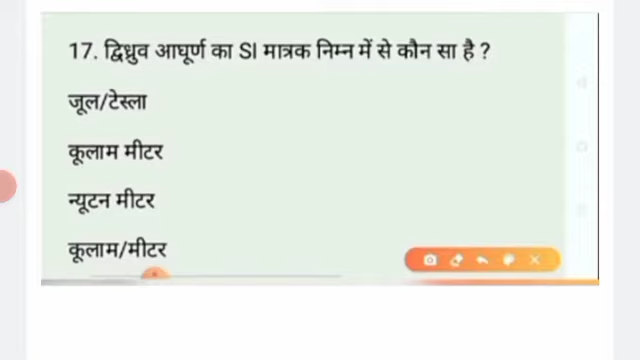 17. द्विध्रुव आघूर्ण का SI मात्रक निम्न में से कौन सा है ?
जूल/टेस्ला
कूलाम मीटर
न्यूटन मीटर
कूलाम/मीटर